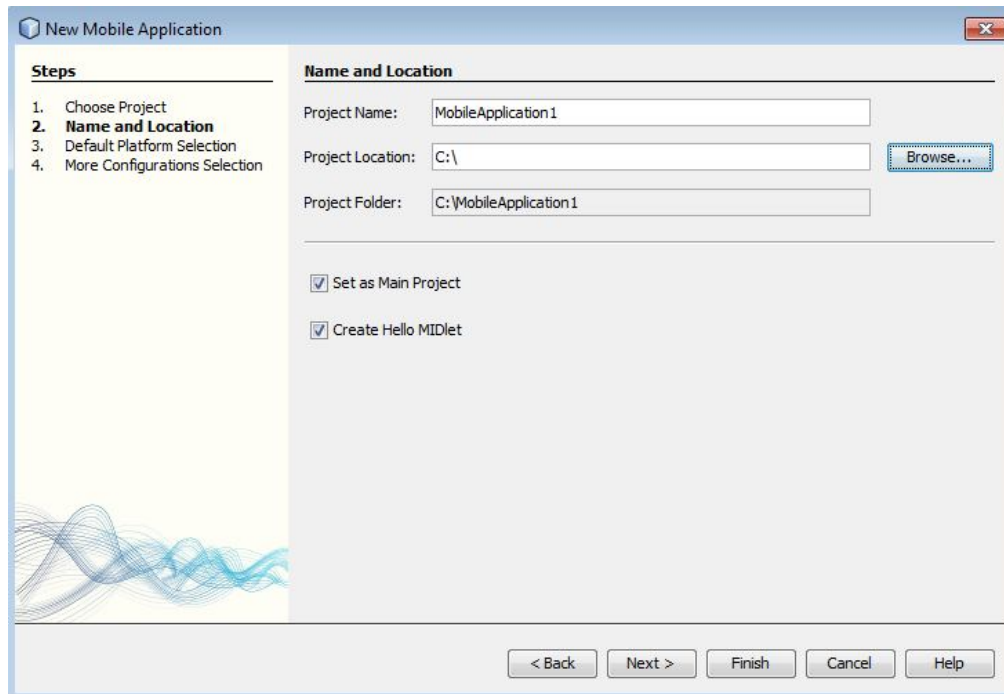 New Mobile Application
Steps
1. Choose Project
2. Name and Location
3. Default Platform Selection
4. More Configurations Selection
Name and Location
Project Name: MobileApplication1
Project Location: C:\ Browse...
Project Folder: C:\MobileApplication1
Set as Main Project
Create Hello MIDlet
< Back Next > Finish Cancel Help